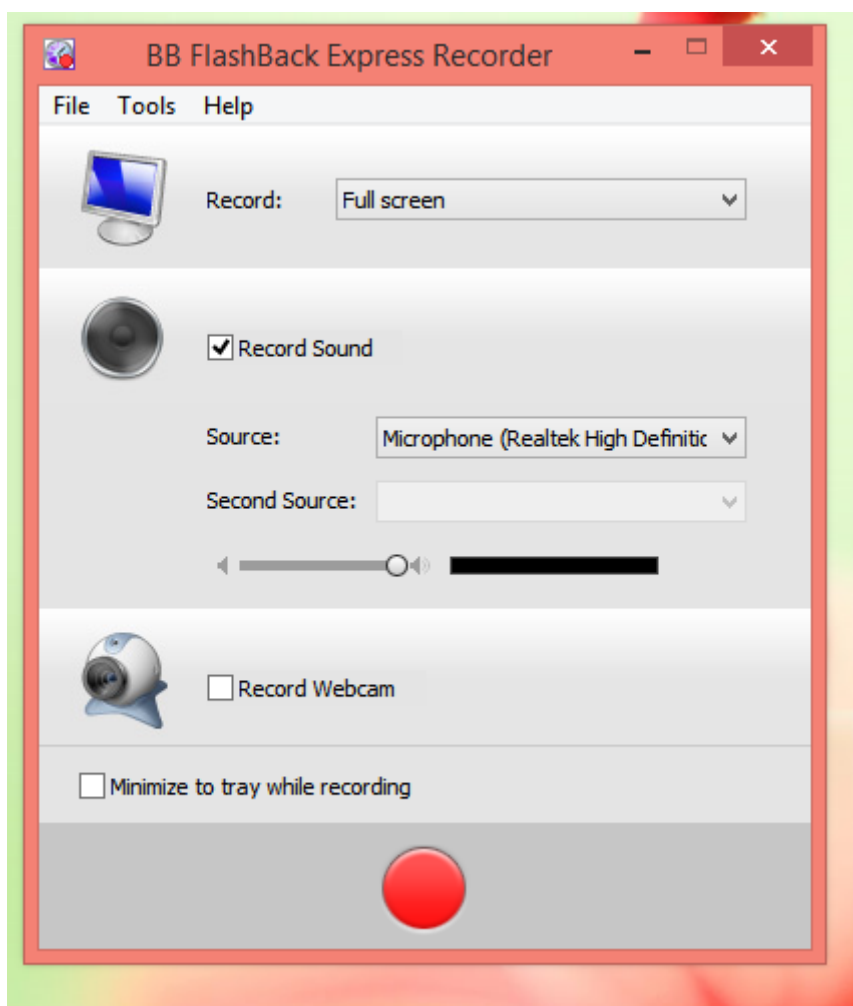 BB FlashBack Express Recorder
File Tools Help
Record: Full screen
Record Sound
Source: Microphone (Realtek High Definitic
Second Source:
Record Webcam
Minimize to tray while recording